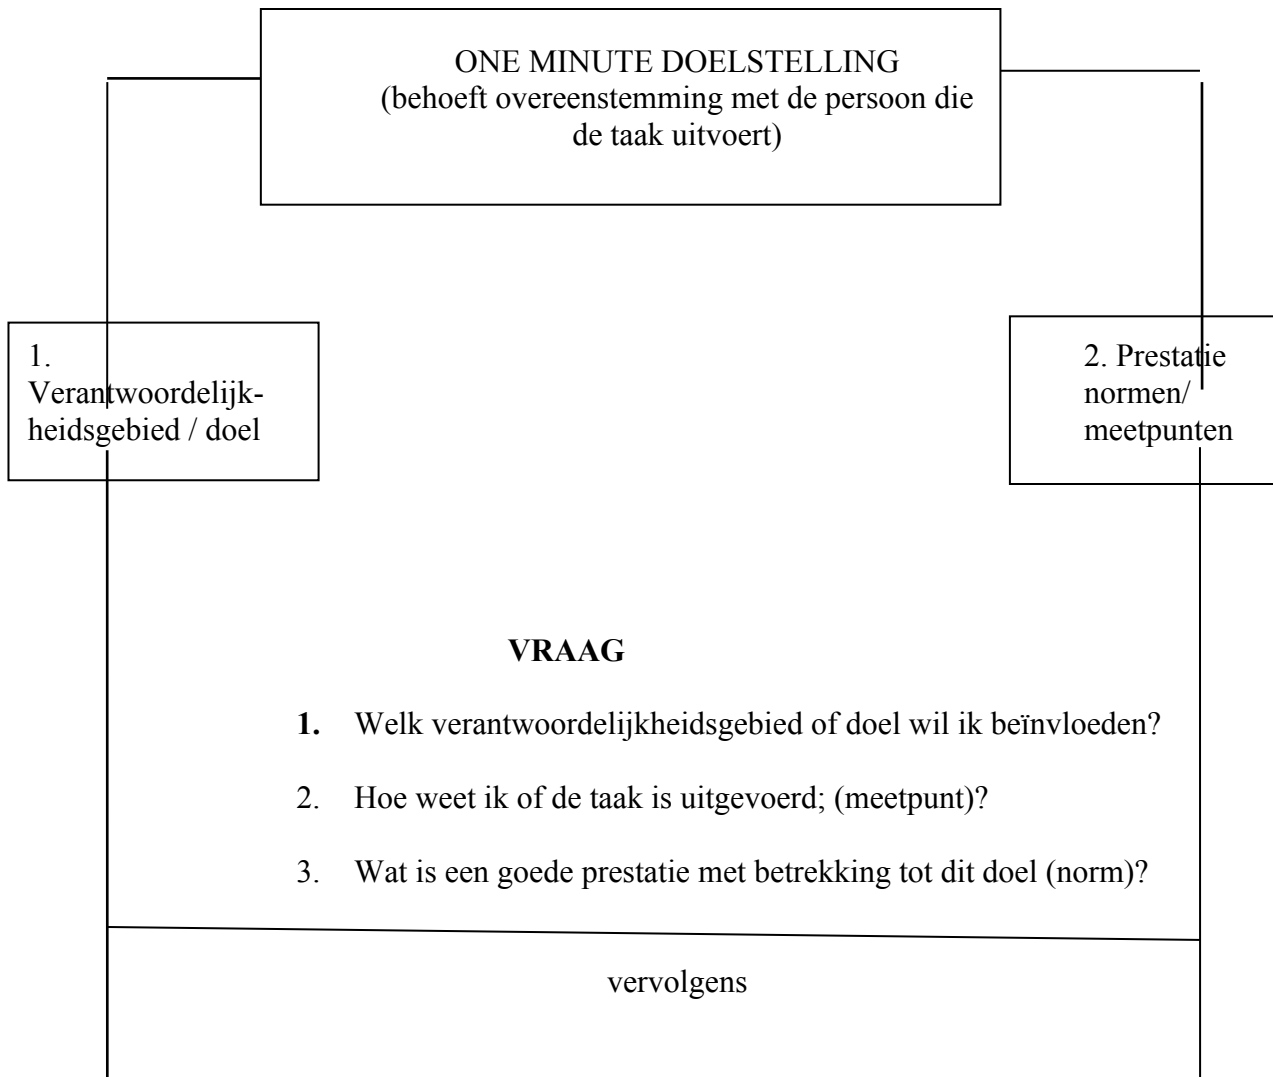 ONE MINUTE DOELSTELLING
(behoeft overeenstemming met de persoon die
de taak uitvoert)
1.
Verantwoordelijk-
heidsgebied / doel
2. Prestatie
normen/
meetpunten
VRAAG
1. Welk verantwoordelijkheidsgebied of doel wil ik beïnvloeden?
2. Hoe weet ik of de taak is uitgevoerd; (meetpunt)?
3. Wat is een goede prestatie met betrekking tot dit doel (norm)?
vervolgens